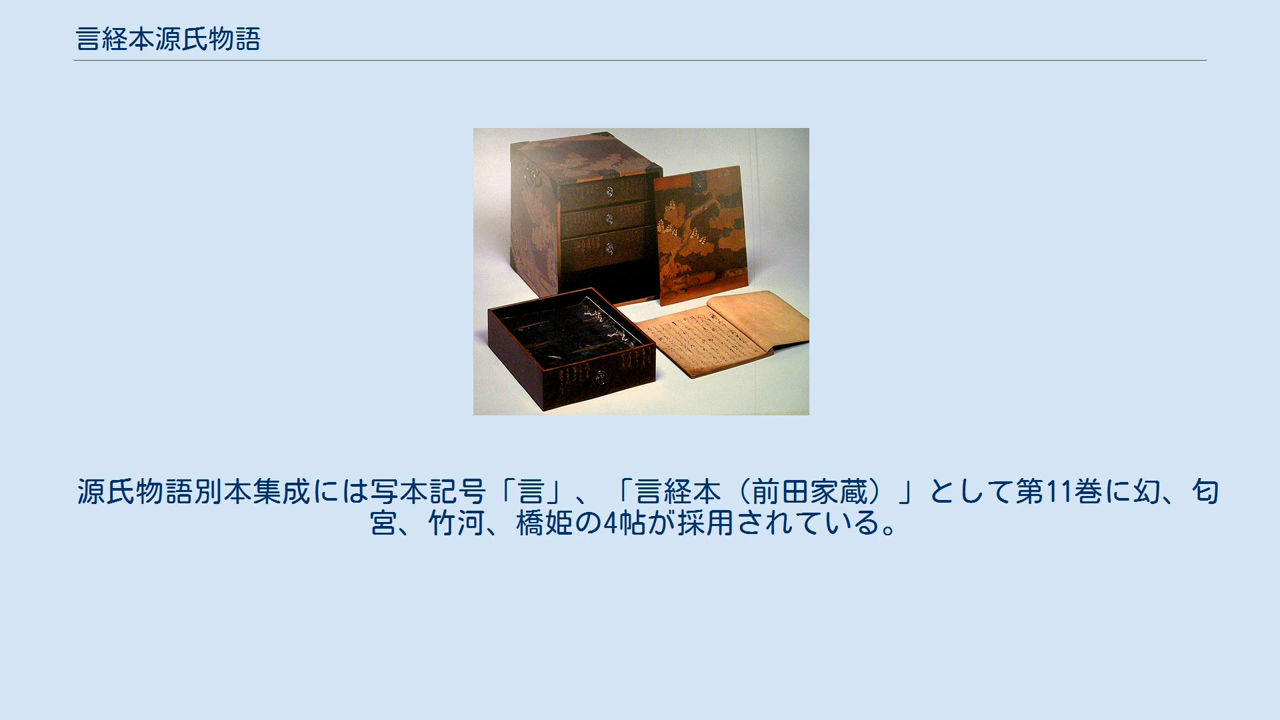 言経本源氏物語
源氏物語別本集成には写本記号「言」、「言経本（前田家蔵）」として第11巻に幻、匂
宮、竹河、橋姫の4帖が採用されている。